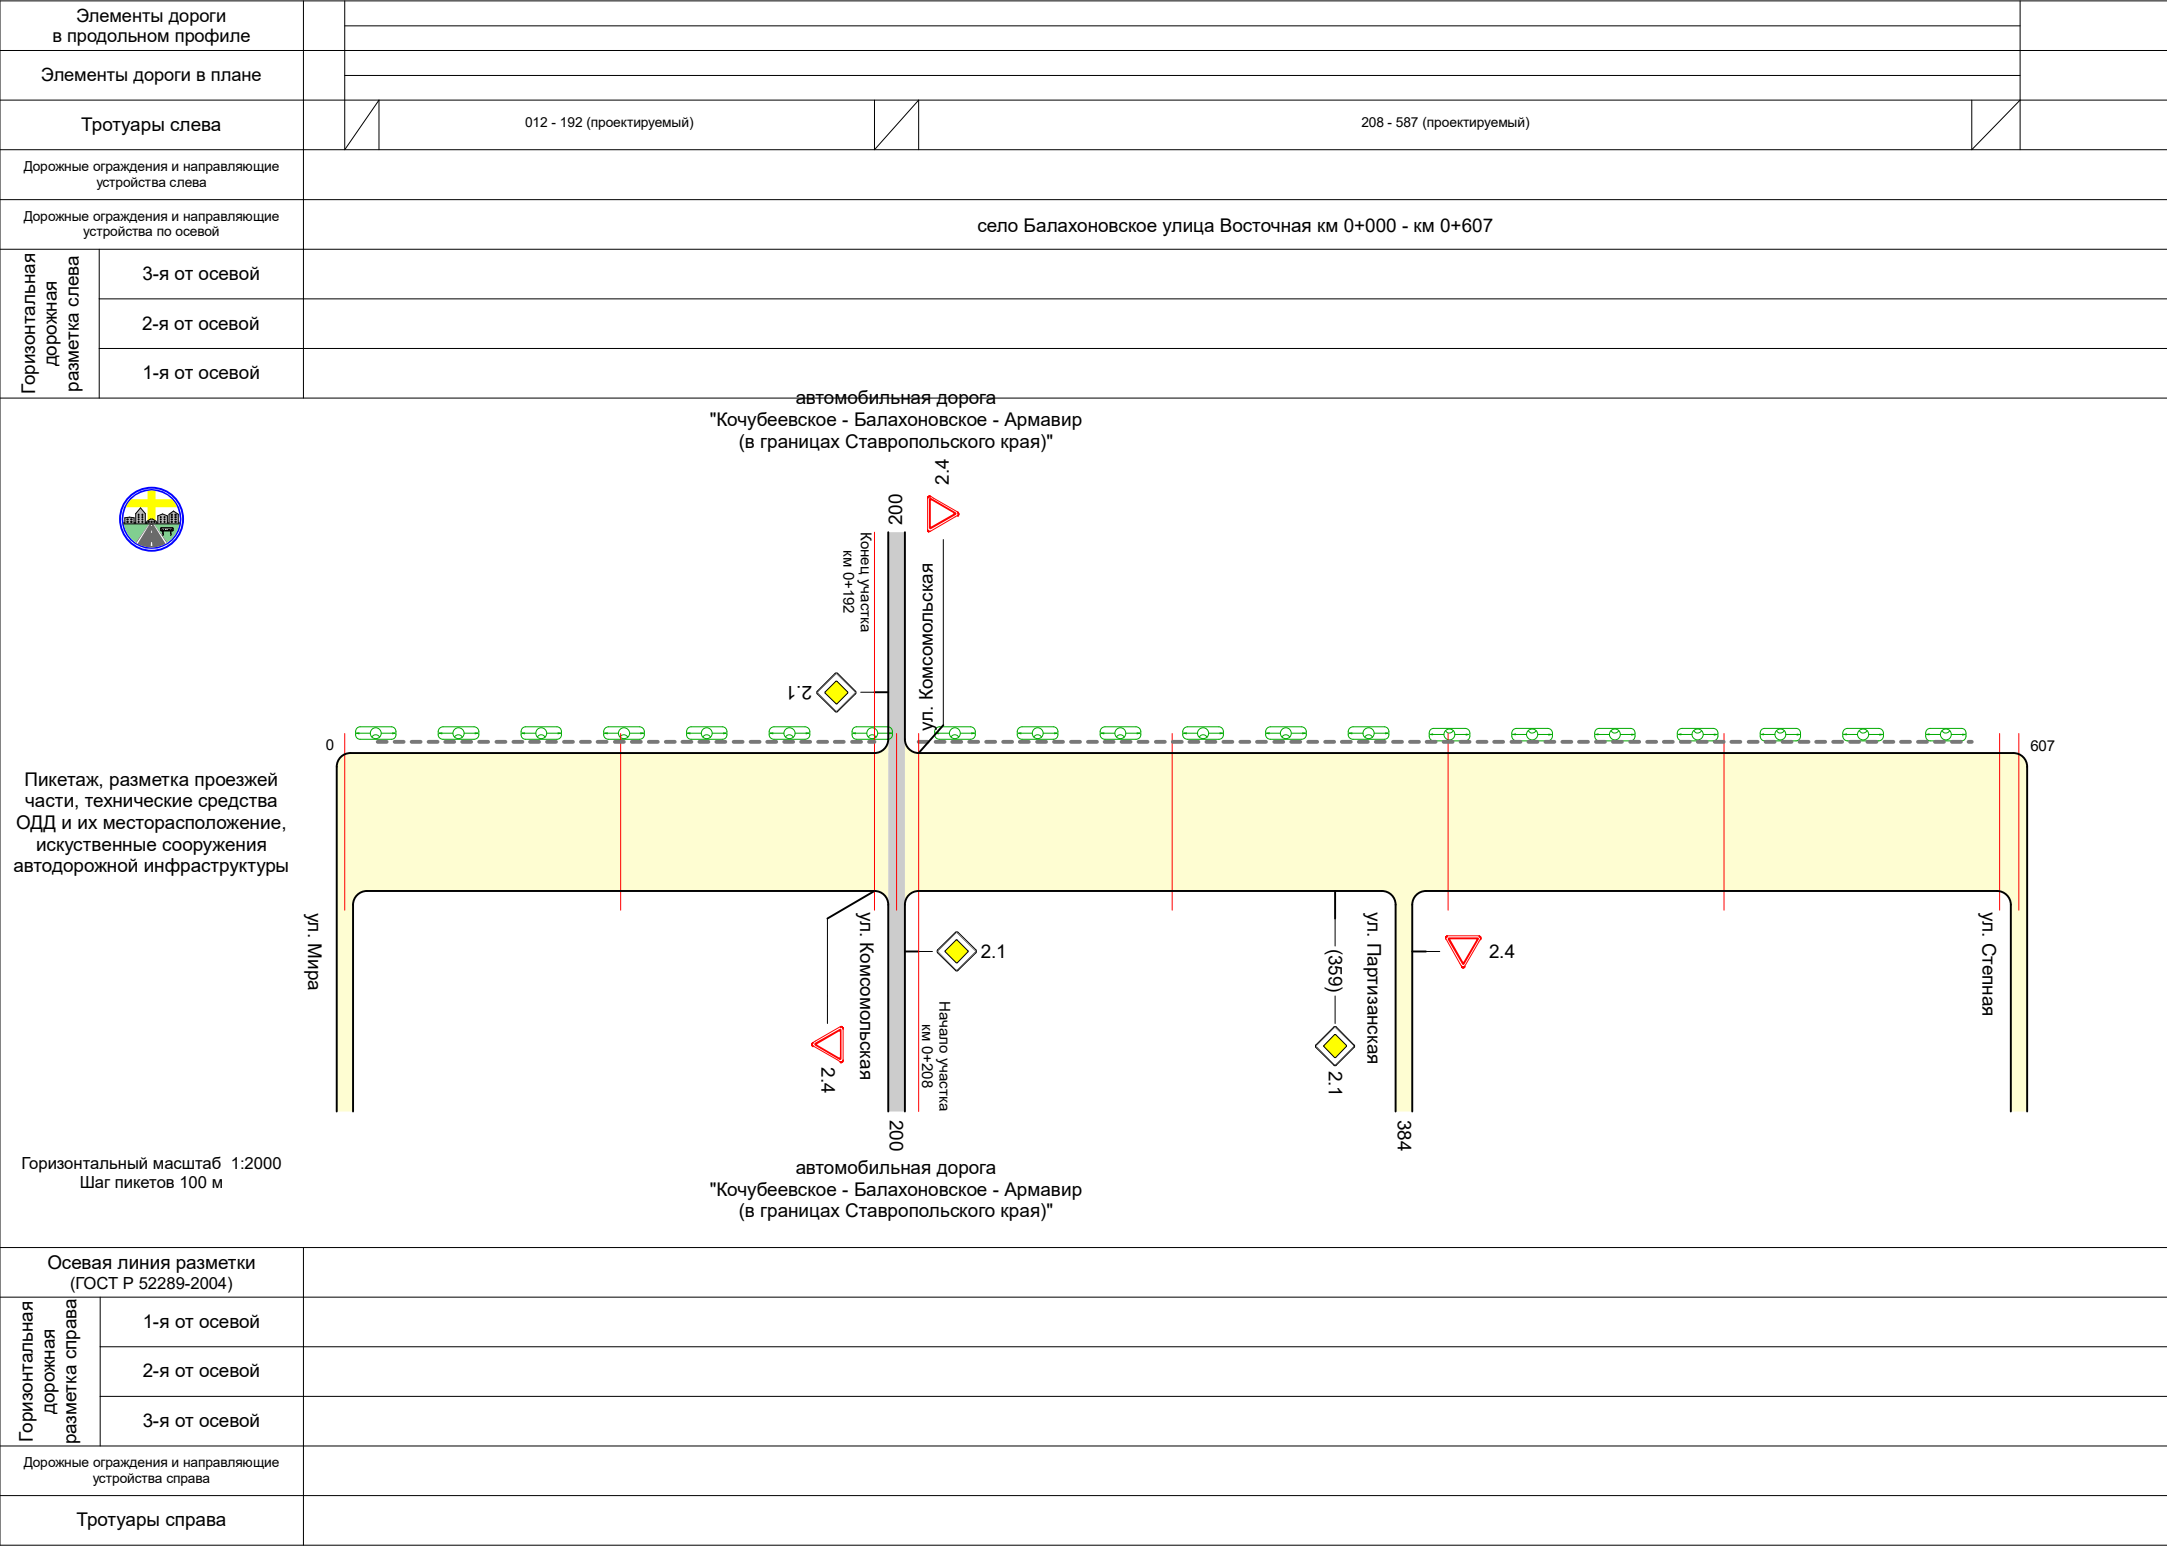 Элементы дороги
в продольном профиле
Элементы дороги в плане
Тротуары слева
012 - 192 (проектируемый)
208 - 587 (проектируемый)
Дорожные ограждения и направляющие
устройства слева
Дорожные ограждения и направляющие
устройства по осевой
село Балахоновское улица Восточная км 0+000 - км 0+607
Горизонтальная
дорожная
разметка слева
3-я от осевой
2-я от осевой
1-я от осевой
автомобильная дорога
"Кочубеевское - Балахоновское - Армавир
(в границах Ставропольского края)"
2.4
200
Конец участка
км 0+192
ул. Комсомольская
2.1
0
607
Пикетаж, разметка проезжей
части, технические средства
ОДД и их месторасположение,
искуственные сооружения
автодорожной инфраструктуры
ул. Мира
ул. Комсомольская
2.1
(359)
ул. Партизанская
2.4
ул. Степная
Начало участка
км 0+208
2.4
2.1
200
384
автомобильная дорога
"Кочубеевское - Балахоновское - Армавир
(в границах Ставропольского края)"
Горизонтальный масштаб 1:2000
Шаг пикетов 100 м
Осевая линия разметки
(ГОСТ Р 52289-2004)
Горизонтальная
дорожная
разметка справа
1-я от осевой
2-я от осевой
3-я от осевой
Дорожные ограждения и направляющие
устройства справа
Тротуары справа